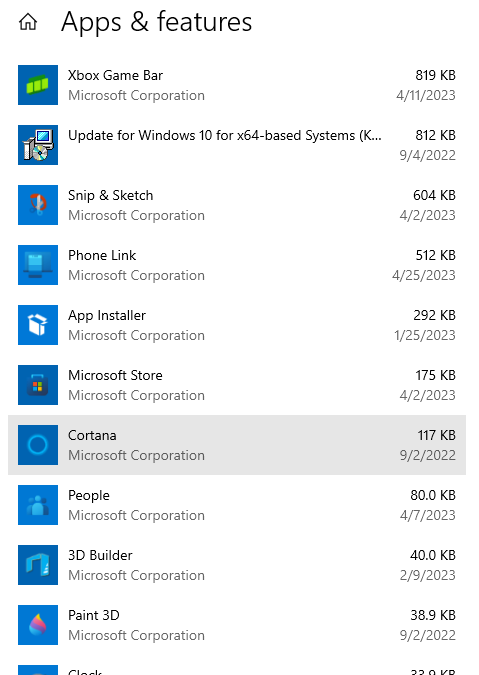 Apps & features
Xbox Game Bar 819 KB
Microsoft Corporation 4/11/2023
Update for Windows 10 for x64-based Systems (K... 812 KB
9/4/2022
Snip & Sketch 604 KB
Microsoft Corporation 4/2/2023
Phone Link 512 KB
Microsoft Corporation 4/25/2023
App Installer 292 KB
Microsoft Corporation 1/25/2023
Microsoft Store 175 KB
Microsoft Corporation 4/2/2023
Cortana 117 KB
Microsoft Corporation 9/2/2022
People 80.0 KB
Microsoft Corporation 4/7/2023
3D Builder 40.0 KB
Microsoft Corporation 2/9/2023
Paint 3D 38.9 KB
Microsoft Corporation 9/2/2022
Clock 33.9 KB